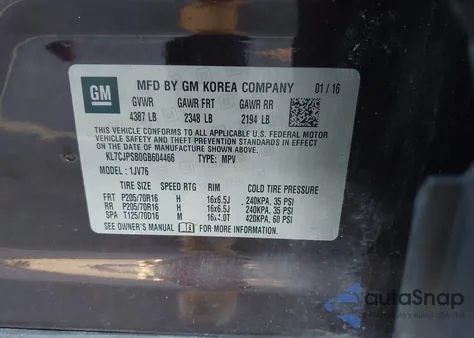 GM
MFD BY GM KOREA COMPANY 01/16
GVWR GAWR FRT GAWR RR
4387 LB 2348 LB 2194 LB
THIS VEHICLE CONFORMS TO ALL APPLICABLE U.S. FEDERAL MOTOR
VEHICLE SAFETY AND THEFT PREVENTION STANDARDS IN EFFECT
ON THE DATE OF MANUFACTURE SHOWN ABOVE.
KL7CJPSB0GB604466 TYPE: MPV
MODEL: 1JV76
SIZE SPEED RTG RIM COLD TIRE PRESSURE
FRT P205/70R16 H 16x6.5J 240KPA, 35 PSI
RR P205/70R16 H 16x6.5J 240KPA, 35 PSI
SPA T125/70D16 M 16x4.0T 420KPA, 60 PSI
SEE OWNER'S MANUAL FOR MORE INFORMATION.
autoSnap